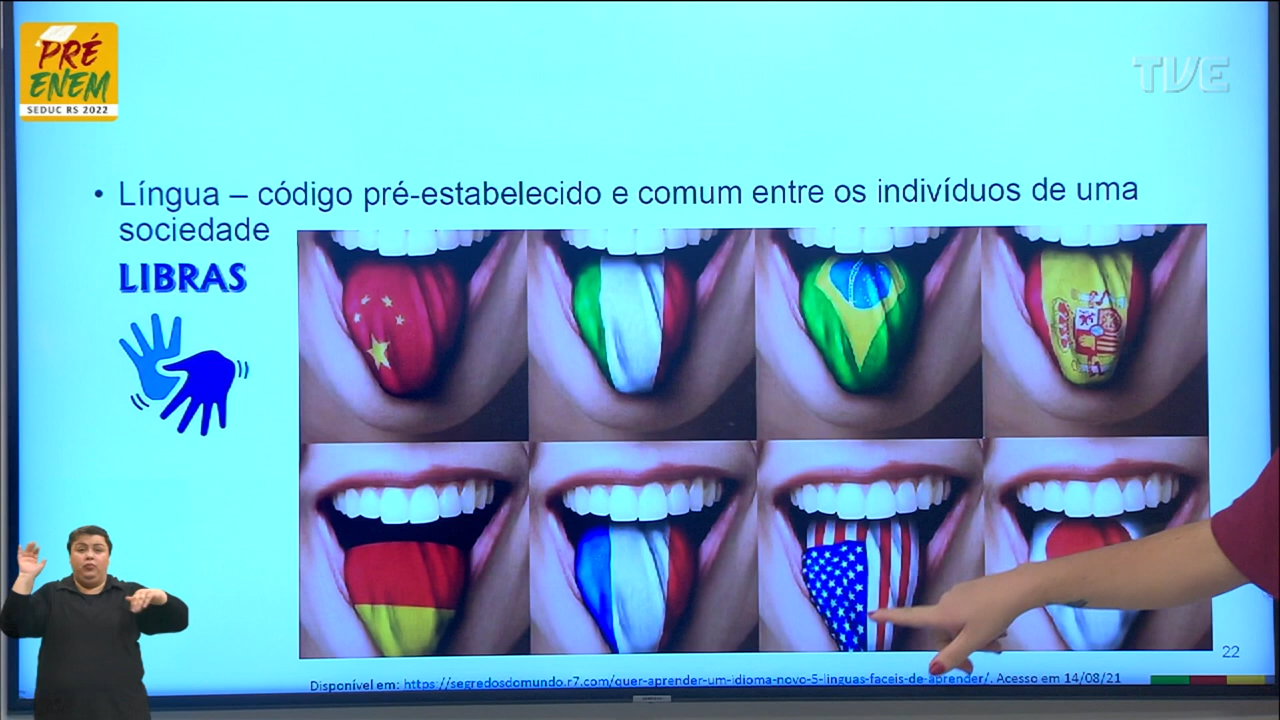 PRÉ
ENEM
SEDUC RS 2022
TVE
• Língua – código pré-estabelecido e comum entre os indivíduos de uma
sociedade
LIBRAS
22
Disponível em: https://segredosdomundo.r7.com/quer-aprender-um-idioma-novo-5-linguas-faceis-de-aprender/. Acesso em 14/08/21